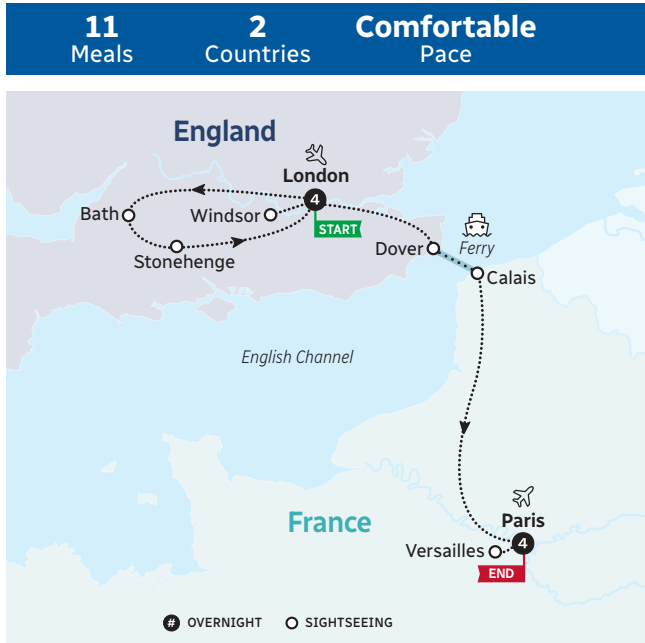 11 2 Comfortable
Meals Countries Pace
England
London
4
START
Bath
Windsor
Stonehenge
Dover
Ferry
Calais
English Channel
France
Paris
4
Versailles
END
# OVERNIGHT SIGHTSEEING